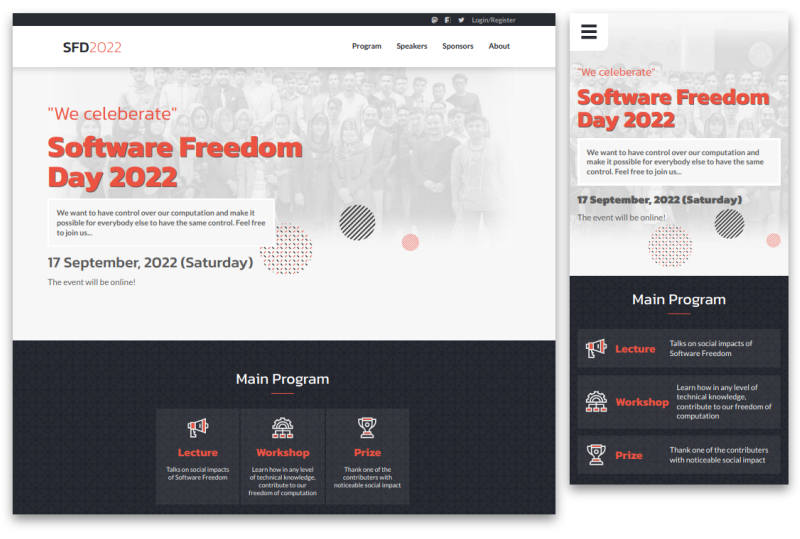 Login/Register
SFD2022
Program Speakers Sponsors About
"We celeberate"
Software Freedom
Day 2022
We want to have control over our computation and make it
possible for everybody else to have the same control. Feel free
to join us...
17 September, 2022 (Saturday)
The event will be online!
Main Program
Lecture
Talks on social impacts
of Software Freedom
Workshop
Learn how in any level
of technical knowledge,
contribute to our
freedom of computation
Prize
Thank one of the
contributers with
noticeable social impact
"We celeberate"
Software Freedom
Day 2022
We want to have control over our computation and
make it possible for everybody else to have the same
control. Feel free to join us...
17 September, 2022 (Saturday)
The event will be online!
Main Program
Lecture
Talks on social impacts of
Software Freedom
Workshop
Learn how in any level of
technical knowledge,
contribute to our freedom of
computation
Prize
Thank one of the contributers
with noticeable social impact